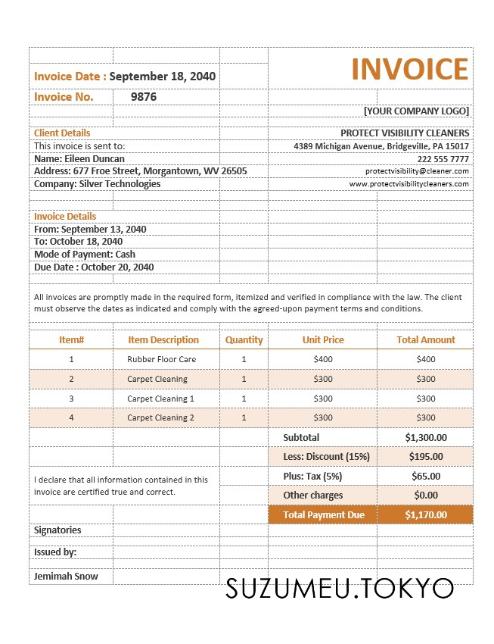 INVOICE
Invoice Date : September 18, 2040
Invoice No. 9876
[YOUR COMPANY LOGO]
Client Details PROTECT VISIBILITY CLEANERS
This invoice is sent to: 4389 Michigan Avenue, Bridgeville, PA 15017
Name: Eileen Duncan 222 555 7777
Address: 677 Froe Street, Morgantown, WV 26505 protectvisibility@cleaner.com
Company: Silver Technologies www.protectvisibilitycleaners.com
Invoice Details
From: September 13, 2040
To: October 18, 2040
Mode of Payment: Cash
Due Date : October 20, 2040
All invoices are promptly made in the required form, itemized and verified in compliance with the law. The client
must observe the dates as indicated and comply with the agreed-upon payment terms and conditions.
Item# Item Description Quantity Unit Price Total Amount
1 Rubber Floor Care 1 $400 $400
2 Carpet Cleaning 1 $300 $300
3 Carpet Cleaning 1 1 $300 $300
4 Carpet Cleaning 2 1 $300 $300
Subtotal $1,300.00
Less: Discount (15%) $195.00
I declare that all information contained in this
invoice are certified true and correct.
Plus: Tax (5%) $65.00
Other charges $0.00
Total Payment Due $1,170.00
Signatories
Issued by:
Jemimah Snow
SUZUMEU.TOKYO